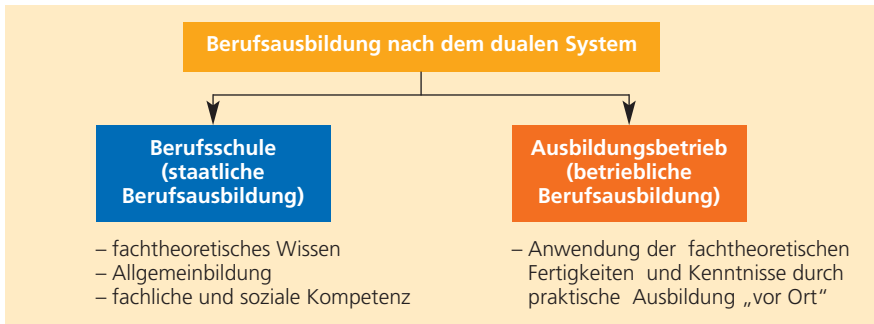 Berufsausbildung nach dem dualen System
Berufsschule
(staatliche
Berufsausbildung)
– fachtheoretisches Wissen
– Allgemeinbildung
– fachliche und soziale Kompetenz
Ausbildungsbetrieb
(betriebliche
Berufsausbildung)
– Anwendung der fachtheoretischen
Fertigkeiten und Kenntnisse durch
praktische Ausbildung „vor Ort“